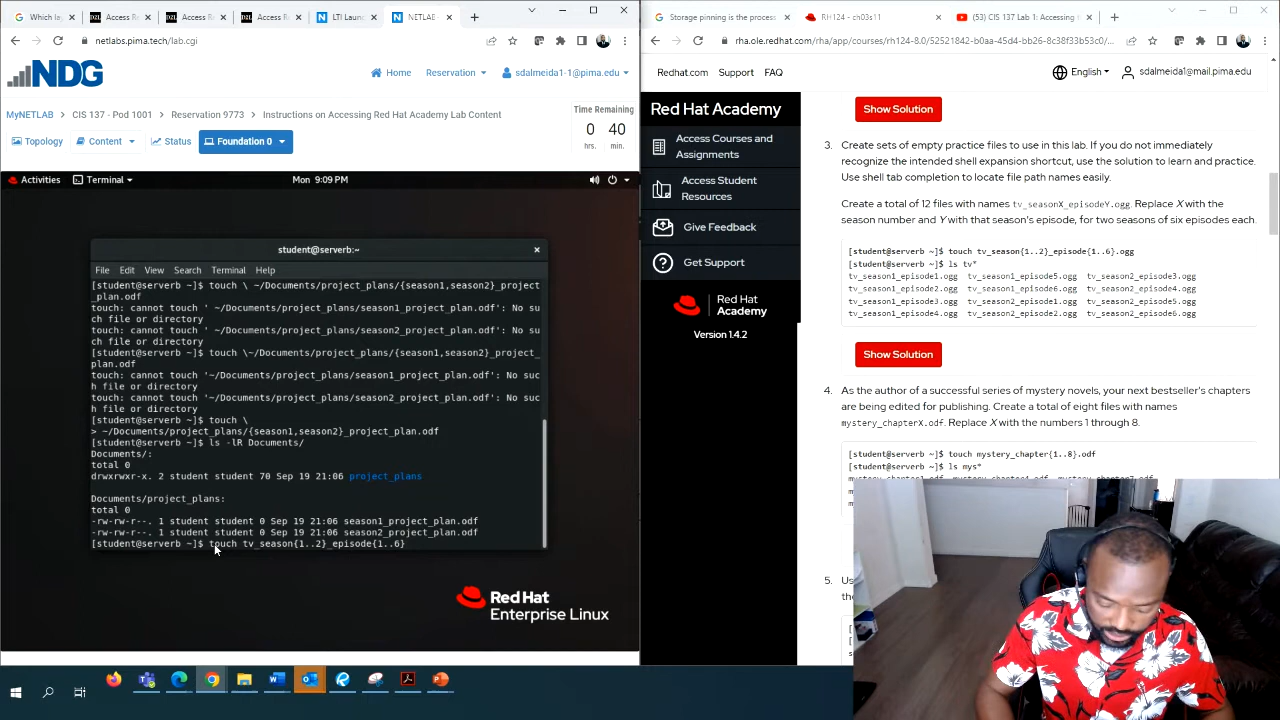 Which lay
Access Re
Access R
Access R
LTI Laun
NETLAB
netlabs.pima.tech/lab.cgi
NDG
Home
Reservation
sdalmeida1-1@pima.edu
MyNETLAB > CIS 137 - Pod 1001 > Reservation 9773 > Instructions on Accessing Red Hat Academy Lab Content
Time Remaining
0 40
hrs. min.
Topology
Content
Status
Foundation 0
Activities
Terminal
Mon 9:09 PM
student@serverb:~
File Edit View Search Terminal Help
[student@serverb ~]$ touch \ ~/Documents/project_plans/{season1,season2}_project
_plan.odf
touch: cannot touch ' ~/Documents/project_plans/season1_project_plan.odf': No su
ch file or directory
touch: cannot touch ' ~/Documents/project_plans/season2_project_plan.odf': No su
ch file or directory
[student@serverb ~]$ touch \~/Documents/project_plans/{season1,season2}_project_
plan.odf
touch: cannot touch '~/Documents/project_plans/season1_project_plan.odf': No suc
h file or directory
touch: cannot touch '~/Documents/project_plans/season2_project_plan.odf': No suc
h file or directory
[student@serverb ~]$ touch \
> ~/Documents/project_plans/{season1,season2}_project_plan.odf
[student@serverb ~]$ ls -lR Documents/
Documents/:
total 0
drwxrwxr-x. 2 student student 70 Sep 19 21:06 project_plans
Documents/project_plans:
total 0
-rw-rw-r--. 1 student student 0 Sep 19 21:06 season1_project_plan.odf
-rw-rw-r--. 1 student student 0 Sep 19 21:06 season2_project_plan.odf
[student@serverb ~]$ touch tv_season{1..2}_episode{1..6}
Red Hat
Enterprise Linux
Storage pinning is the process
RH124 - ch03s11
(53) CIS 137 Lab 1: Accessing
rha.ole.redhat.com/rha/app/courses/rh124-8.0/52521842-b0aa-45d4-bb26-8c38f33b53c0/...
Redhat.com Support FAQ
English
sdalmeida1@mail.pima.edu
Red Hat Academy
Access Courses and
Assignments
Access Student
Resources
Give Feedback
Get Support
Red Hat
Academy
Version 1.4.2
Show Solution
3. Create sets of empty practice files to use in this lab. If you do not immediately
recognize the intended shell expansion shortcut, use the solution to learn and practice.
Use shell tab completion to locate file path names easily.
Create a total of 12 files with names tv_seasonX_episodeY.ogg. Replace X with the
season number and Y with that season's episode, for two seasons of six episodes each.
[student@serverb ~]$ touch tv_season{1..2}_episode{1..6}.ogg
[student@serverb ~]$ ls tv*
tv_season1_episode1.ogg tv_season1_episode5.ogg tv_season2_episode3.ogg
tv_season1_episode2.ogg tv_season1_episode6.ogg tv_season2_episode4.ogg
tv_season1_episode3.ogg tv_season2_episode1.ogg tv_season2_episode5.ogg
tv_season1_episode4.ogg tv_season2_episode2.ogg tv_season2_episode6.ogg
Show Solution
4. As the author of a successful series of mystery novels, your next bestseller's chapters
are being edited for publishing. Create a total of eight files with names
mystery_chapterX.odf. Replace X with the numbers 1 through 8.
[student@serverb ~]$ touch mystery_chapter{1..8}.odf
[student@serverb ~]$ ls mys*
5. Us
the